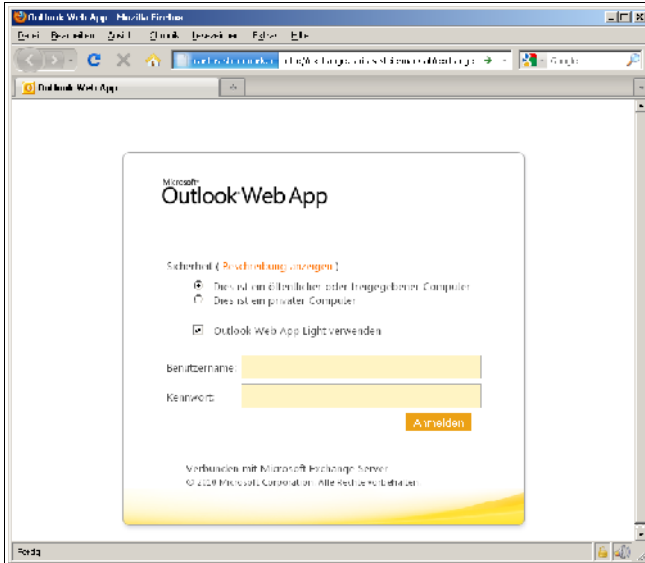 Outlook Web App - Mozilla Firefox
Datei Bearbeiten Ansicht Chronik Lesezeichen Extras Hilfe
Google
Outlook Web App
Microsoft
Outlook Web App
Sicherheit ( Beschreibung anzeigen )
Dies ist ein öffentlicher oder freigegebener Computer
Dies ist ein privater Computer
Outlook Web App Light verwenden
Benutzername:
Kennwort:
Anmelden
Verbunden mit Microsoft Exchange Server
© 2010 Microsoft Corporation. Alle Rechte vorbehalten.
Fertig